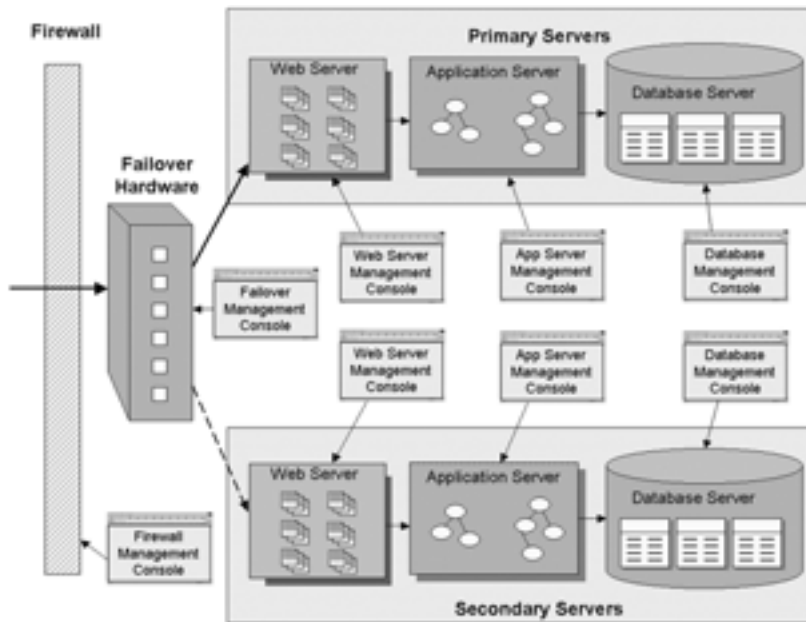 Firewall
Primary Servers
Web Server
Application Server
Database Server
Failover
Hardware
Web Server
Management
Console
App Server
Management
Console
Database
Management
Console
Failover
Management
Console
Web Server
Management
Console
App Server
Management
Console
Database
Management
Console
Web Server
Application Server
Database Server
Firewall
Management
Console
Secondary Servers